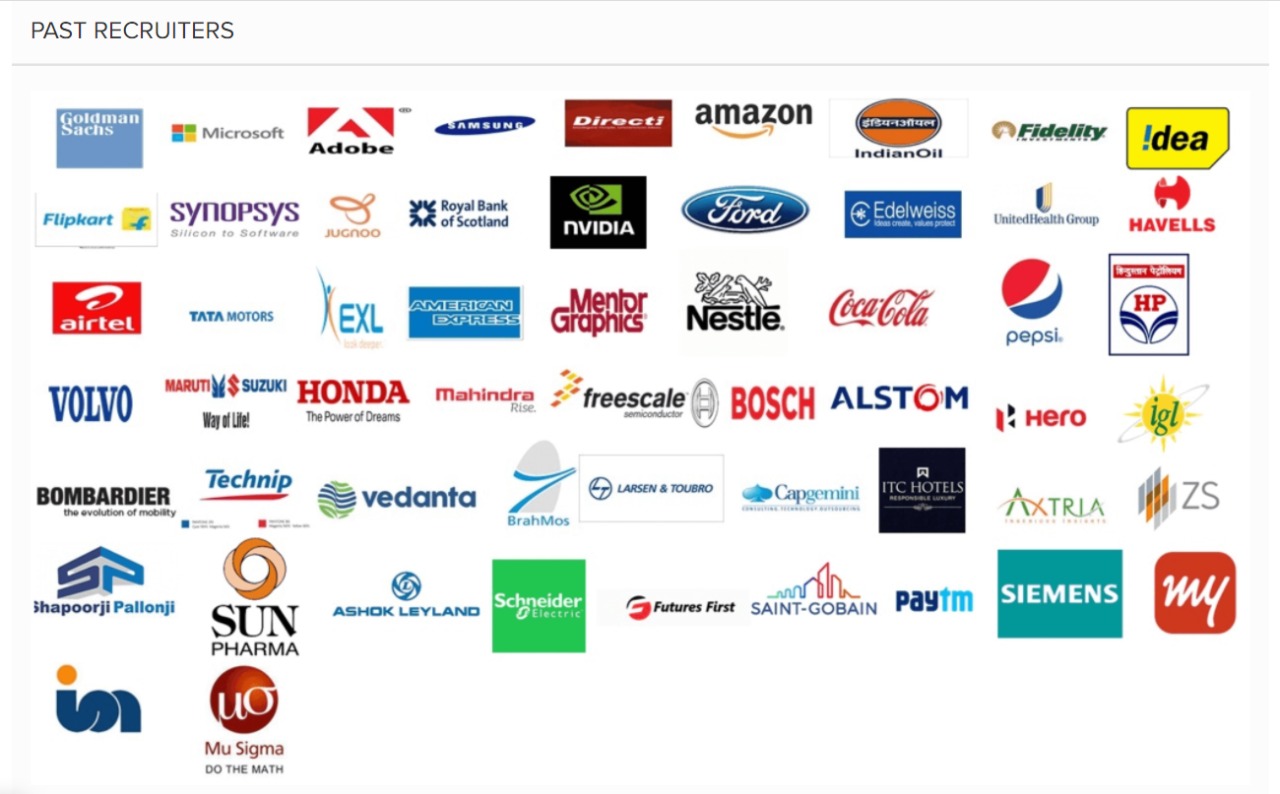 PAST RECRUITERS
Goldman
Sachs
Microsoft
Adobe
®
SAMSUNG
Directi
amazon
इंडियनऑयल
IndianOil
Fidelity
INVESTMENTS
!dea
Flipkart
f
SYNOPSYS
Silicon to Software
JUGNOO
Royal Bank
of Scotland
NVIDIA
Ford
Edelweiss
Ideas create, values protect
UNITEDHEALTH GROUP
HAVELLS
airtel
TATA MOTORS
EXL
look deeper
AMERICAN
EXPRESS
Mentor
Graphics
Nestlé
Coca-Cola
pepsi
हिन्दुस्तान पेट्रोलियम
HP
VOLVO
MARUTI SUZUKI
Way of Life!
HONDA
The Power of Dreams
Mahindra
Rise.
freescale
semiconductor
BOSCH
ALSTOM
Hero
igl
BOMBARDIER
the evolution of mobility
Technip
vedanta
BrahMos
LARSEN & TOUBRO
Capgemini
CONSULTING.TECHNOLOGY.OUTSOURCING
ITC HOTELS
RESPONSIBLE LUXURY
AXTRIA
INGENIOUS INSIGHTS
ZS
SP
Shapoorji Pallonji
SUN
PHARMA
ASHOK LEYLAND
Schneider
Electric
Futures First
SAINT-GOBAIN
paytm
SIEMENS
my
ion
μσ
Mu Sigma
DO THE MATH